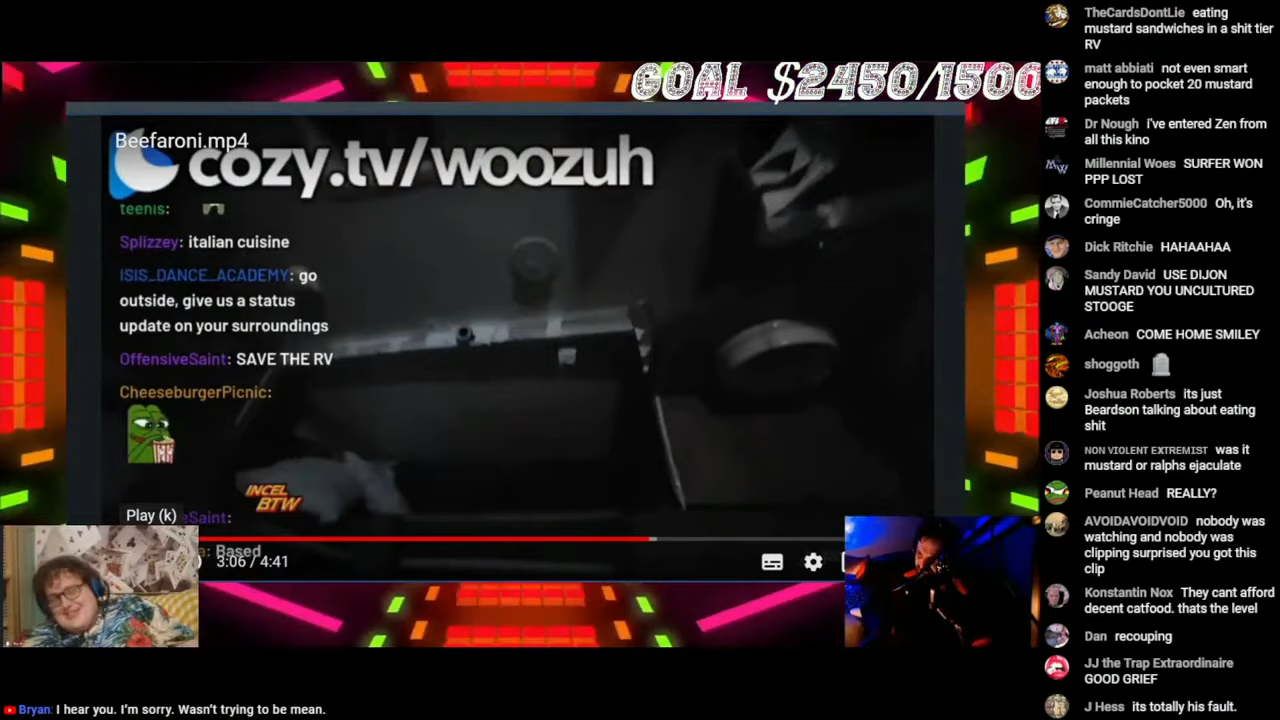 GOAL $2450/1500
Beefaroni.mp4
cozy.tv/woozuh
teenis:
Splizzey: italian cuisine
ISIS_DANCE_ACADEMY: go
outside, give us a status
update on your surroundings
OffensiveSaint: SAVE THE RV
CheeseburgerPicnic:
INCEL
BTW
Play (k)
eSaint:
a: Based
3:06 / 4:41
Bryan: I hear you. I'm sorry. Wasn't trying to be mean.
TheCardsDontLie eating
mustard sandwiches in a shit tier
RV
matt abbiati not even smart
enough to pocket 20 mustard
packets
Dr Nough i've entered Zen from
all this kino
Millennial Woes SURFER WON
PPP LOST
CommieCatcher5000 Oh, it's
cringe
Dick Ritchie HAHAAHAA
Sandy David USE DIJON
MUSTARD YOU UNCULTURED
STOOGE
Acheon COME HOME SMILEY
shoggoth
Joshua Roberts its just
Beardson talking about eating
shit
NON VIOLENT EXTREMIST was it
mustard or ralphs ejaculate
Peanut Head REALLY?
AVOIDAVOIDVOID nobody was
watching and nobody was
clipping surprised you got this
clip
Konstantin Nox They cant afford
decent catfood. thats the level
Dan recouping
JJ the Trap Extraordinaire
GOOD GRIEF
J Hess its totally his fault.